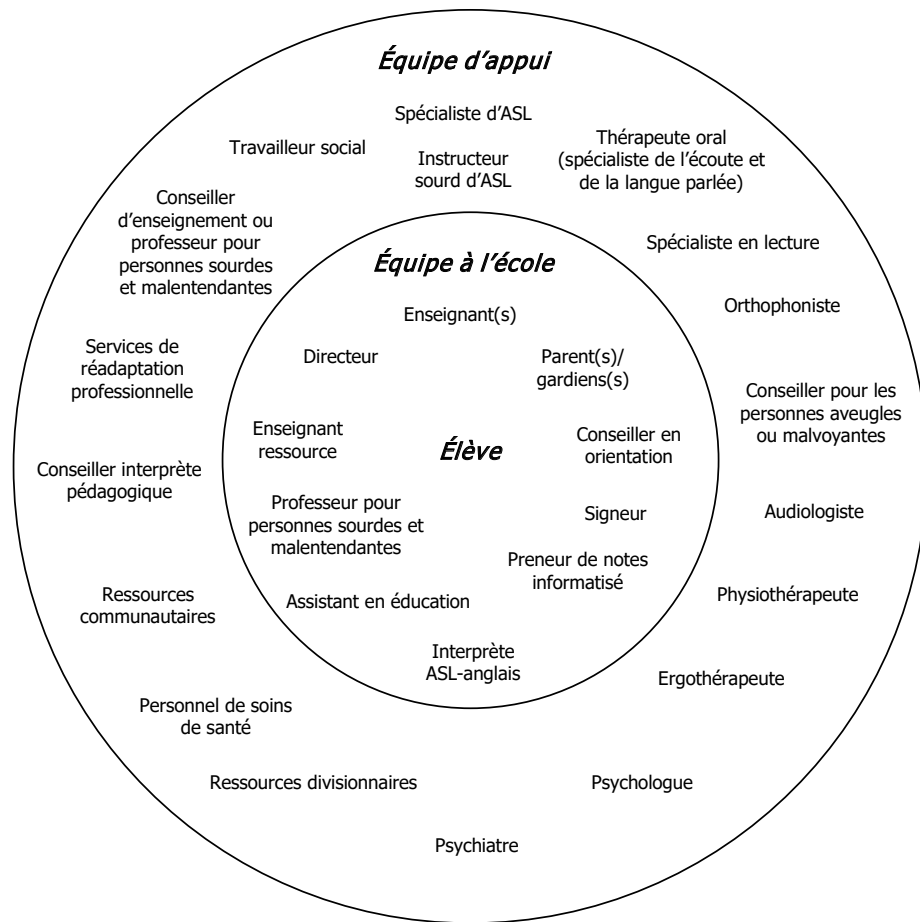 Équipe d'appui
Spécialiste d'ASL
Travailleur social
Instructeur
sourd d'ASL
Thérapeute oral
(spécialiste de l'écoute et
de la langue parlée)
Conseiller
d'enseignement ou
professeur pour
personnes sourdes
et malentendantes
Spécialiste en lecture
Orthophoniste
Services de
réadaptation
professionnelle
Conseiller pour les
personnes aveugles
ou malvoyantes
Conseiller interprète
pédagogique
Audiologiste
Ressources
communautaires
Physiothérapeute
Ergothérapeute
Personnel de soins
de santé
Ressources divisionnaires
Psychologue
Psychiatre
Équipe à l'école
Enseignant(s)
Directeur
Parent(s)/
gardiens(s)
Enseignant
ressource
Élève
Conseiller en
orientation
Professeur pour
personnes sourdes et
malentendantes
Signeur
Preneur de notes
informatisé
Assistant en éducation
Interprète
ASL-anglais